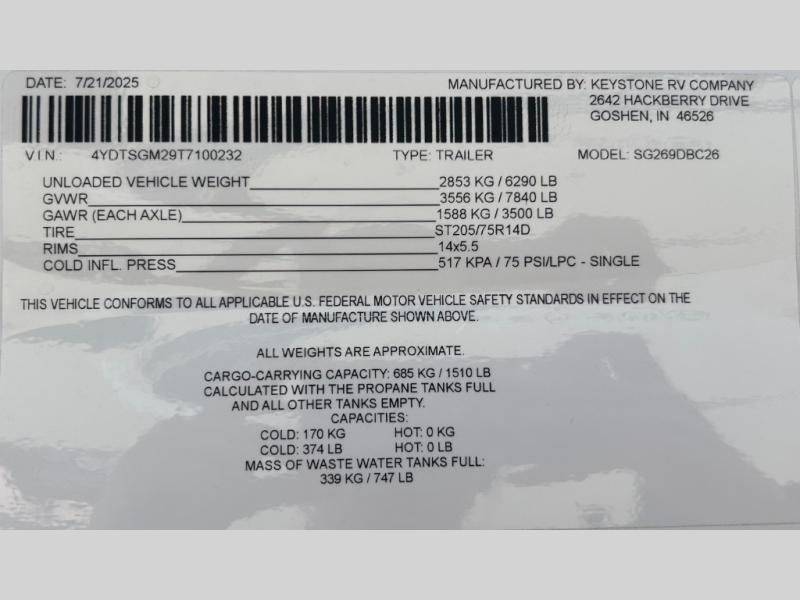 DATE: 7/21/2025
MANUFACTURED BY: KEYSTONE RV COMPANY
2642 HACKBERRY DRIVE
GOSHEN, IN 46526
V I N.: 4YDTSGM29T7100232 TYPE: TRAILER MODEL: SG269DBC26
UNLOADED VEHICLE WEIGHT 2853 KG / 6290 LB
GVWR 3556 KG / 7840 LB
GAWR (EACH AXLE) 1588 KG / 3500 LB
TIRE ST205/75R14D
RIMS 14x5.5
COLD INFL. PRESS 517 KPA / 75 PSI/LPC - SINGLE
THIS VEHICLE CONFORMS TO ALL APPLICABLE U.S. FEDERAL MOTOR VEHICLE SAFETY STANDARDS IN EFFECT ON THE
DATE OF MANUFACTURE SHOWN ABOVE.
ALL WEIGHTS ARE APPROXIMATE.
CARGO-CARRYING CAPACITY: 685 KG / 1510 LB
CALCULATED WITH THE PROPANE TANKS FULL
AND ALL OTHER TANKS EMPTY.
CAPACITIES:
COLD: 170 KG HOT: 0 KG
COLD: 374 LB HOT: 0 LB
MASS OF WASTE WATER TANKS FULL:
339 KG / 747 LB